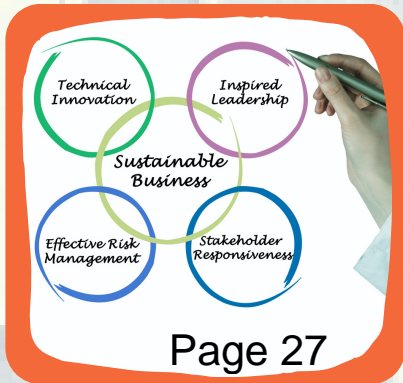 Technical
Innovation
Inspired
Leadership
Sustainable
Business
Effective Risk
Management
Stakeholder
Responsiveness
Page 27